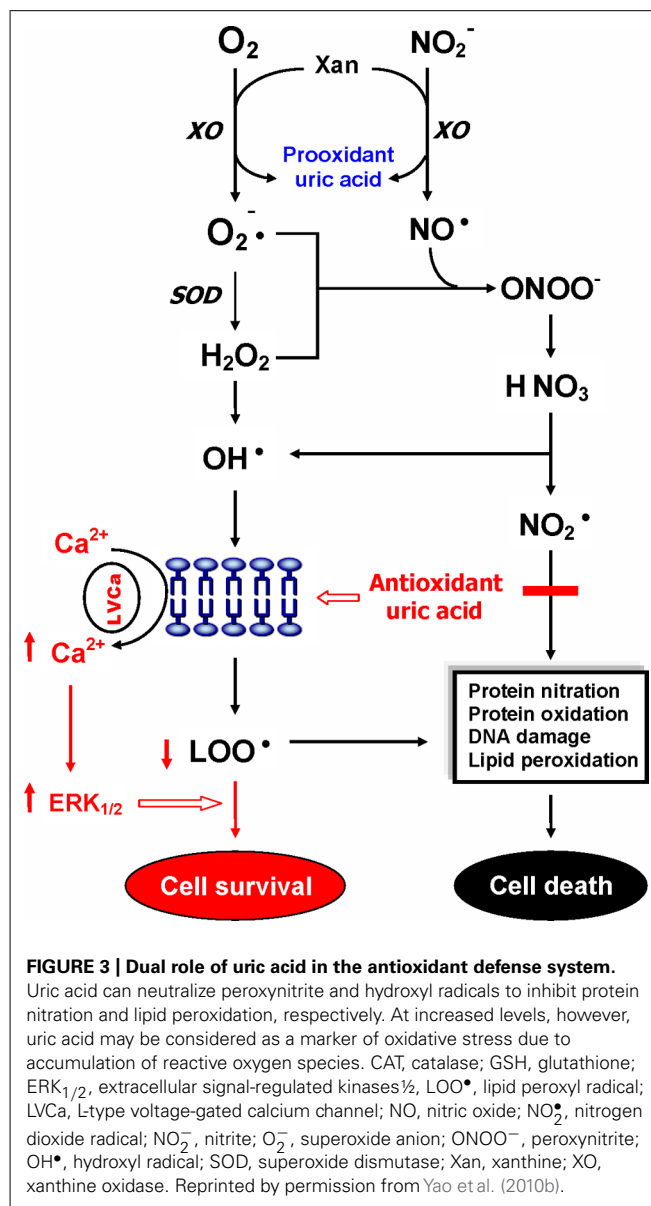 O₂ NO₂⁻
Xan
XO XO
Prooxidant
uric acid
O₂⁻• NO•
SOD ONOO⁻
H₂O₂
H NO₃
OH•
NO₂•
Ca²⁺
LVCa
Antioxidant
uric acid
Ca²⁺
Protein nitration
Protein oxidation
DNA damage
Lipid peroxidation
LOO•
ERK₁/₂
Cell survival Cell death
FIGURE 3 | Dual role of uric acid in the antioxidant defense system.
Uric acid can neutralize peroxynitrite and hydroxyl radicals to inhibit protein
nitration and lipid peroxidation, respectively. At increased levels, however,
uric acid may be considered as a marker of oxidative stress due to
accumulation of reactive oxygen species. CAT, catalase; GSH, glutathione;
ERK₁/₂, extracellular signal-regulated kinases½, LOO•, lipid peroxyl radical;
LVCa, L-type voltage-gated calcium channel; NO, nitric oxide; NO₂•, nitrogen
dioxide radical; NO₂⁻, nitrite; O₂⁻, superoxide anion; ONOO⁻, peroxynitrite;
OH•, hydroxyl radical; SOD, superoxide dismutase; Xan, xanthine; XO,
xanthine oxidase. Reprinted by permission from Yao et al. (2010b).